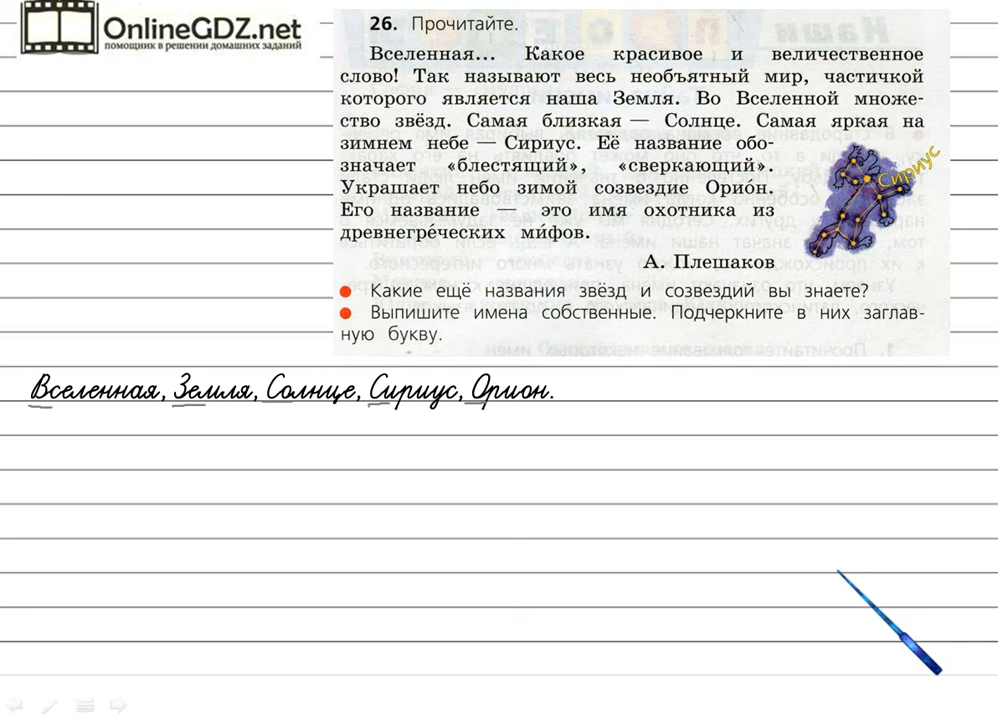 OnlineGDZ.net
помощник в решении домашних заданий
26. Прочитайте.
Вселенная... Какое красивое и величественное
слово! Так называют весь необъятный мир, частичкой
которого является наша Земля. Во Вселенной множе-
ство звёзд. Самая близкая — Солнце. Самая яркая на
зимнем небе — Сириус. Её название обо-
значает «блестящий», «сверкающий».
Украшает небо зимой созвездие Орио́н.
Его название — это имя охотника из
древнегре́ческих ми́фов.
А. Плешаков
Сириус
● Какие ещё названия звёзд и созвездий вы знаете?
● Выпишите имена собственные. Подчеркните в них заглав-
ную букву.
Вселенная, Земля, Солнце, Сириус, Орион.